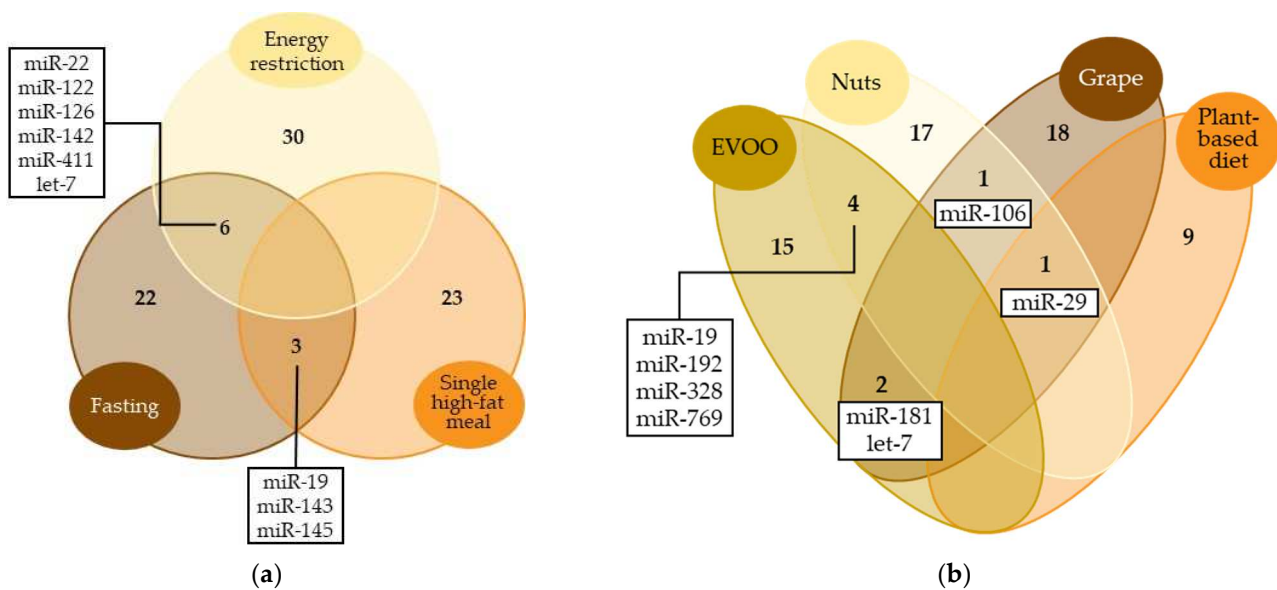 Energy
restriction
miR-22
miR-122
miR-126
miR-142
miR-411
let-7
30
6
22
23
3
Fasting
Single
high-fat
meal
miR-19
miR-143
miR-145
(a)
Nuts
Grape
EVOO
Plant-
based
diet
17
18
1
miR-106
4
15
9
1
miR-29
miR-19
miR-192
miR-328
miR-769
2
miR-181
let-7
(b)